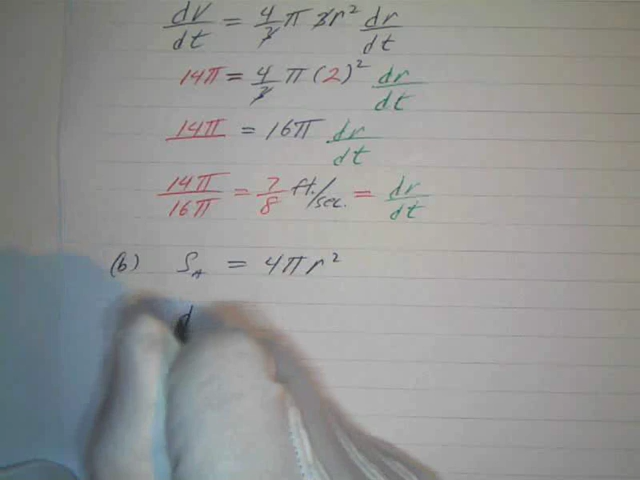 dV/dt = 4/3 π 3r² dr/dt
14π = 4/3 π (2)² dr/dt
14π = 16π dr/dt
14π/16π = 7/8 ft./sec. = dr/dt
(b) S_A = 4πr²
d